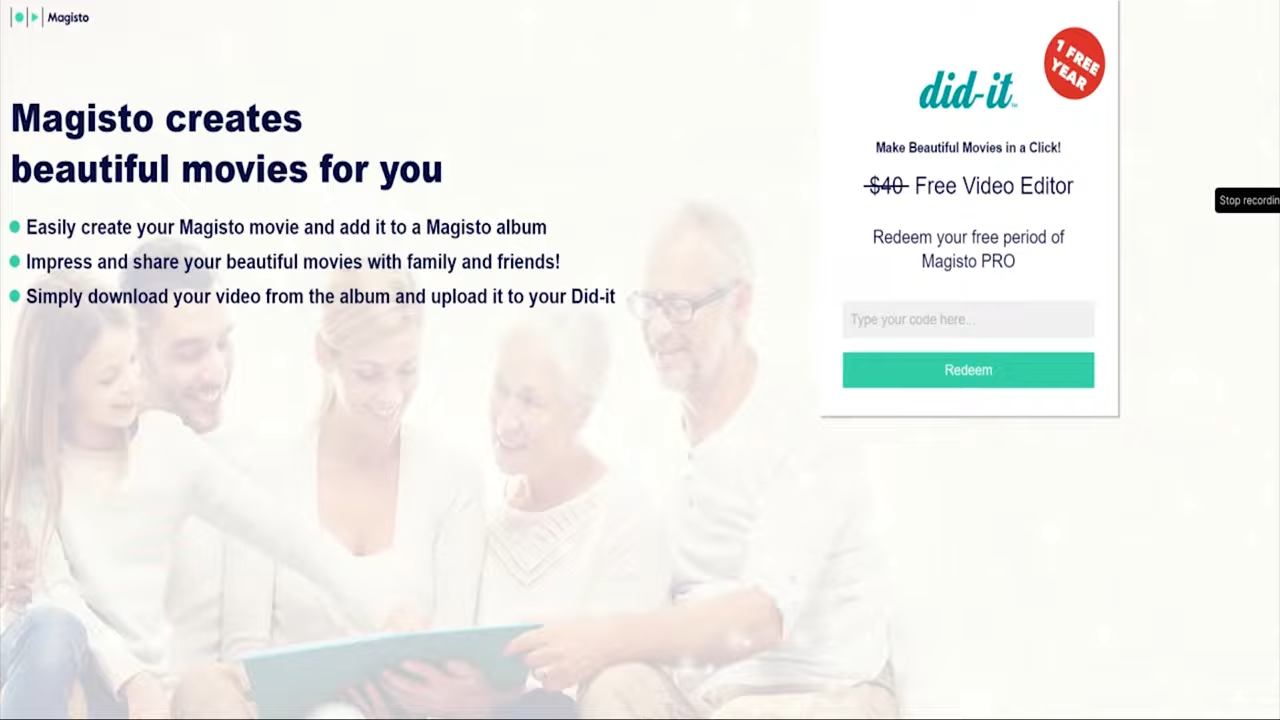 Magisto
Magisto creates
beautiful movies for you
Easily create your Magisto movie and add it to a Magisto album
Impress and share your beautiful movies with family and friends!
Simply download your video from the album and upload it to your Did-it
1 FREE
YEAR
did-it
Make Beautiful Movies in a Click!
$40 Free Video Editor
Redeem your free period of
Magisto PRO
Type your code here...
Redeem
Stop recordin